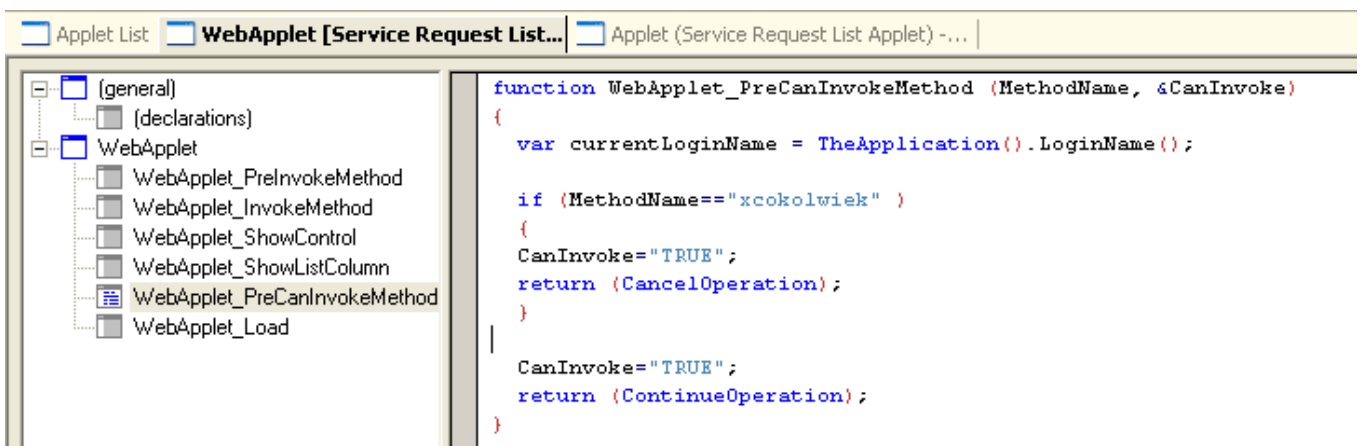 Applet List WebApplet [Service Request List... Applet (Service Request List Applet) -...
(general)
(declarations)
WebApplet
WebApplet_PreInvokeMethod
WebApplet_InvokeMethod
WebApplet_ShowControl
WebApplet_ShowListColumn
WebApplet_PreCanInvokeMethod
WebApplet_Load
function WebApplet_PreCanInvokeMethod (MethodName, &CanInvoke)
{
var currentLoginName = TheApplication().LoginName();
if (MethodName=="xcokolwiek" )
{
CanInvoke="TRUE";
return (CancelOperation);
}
CanInvoke="TRUE";
return (ContinueOperation);
}